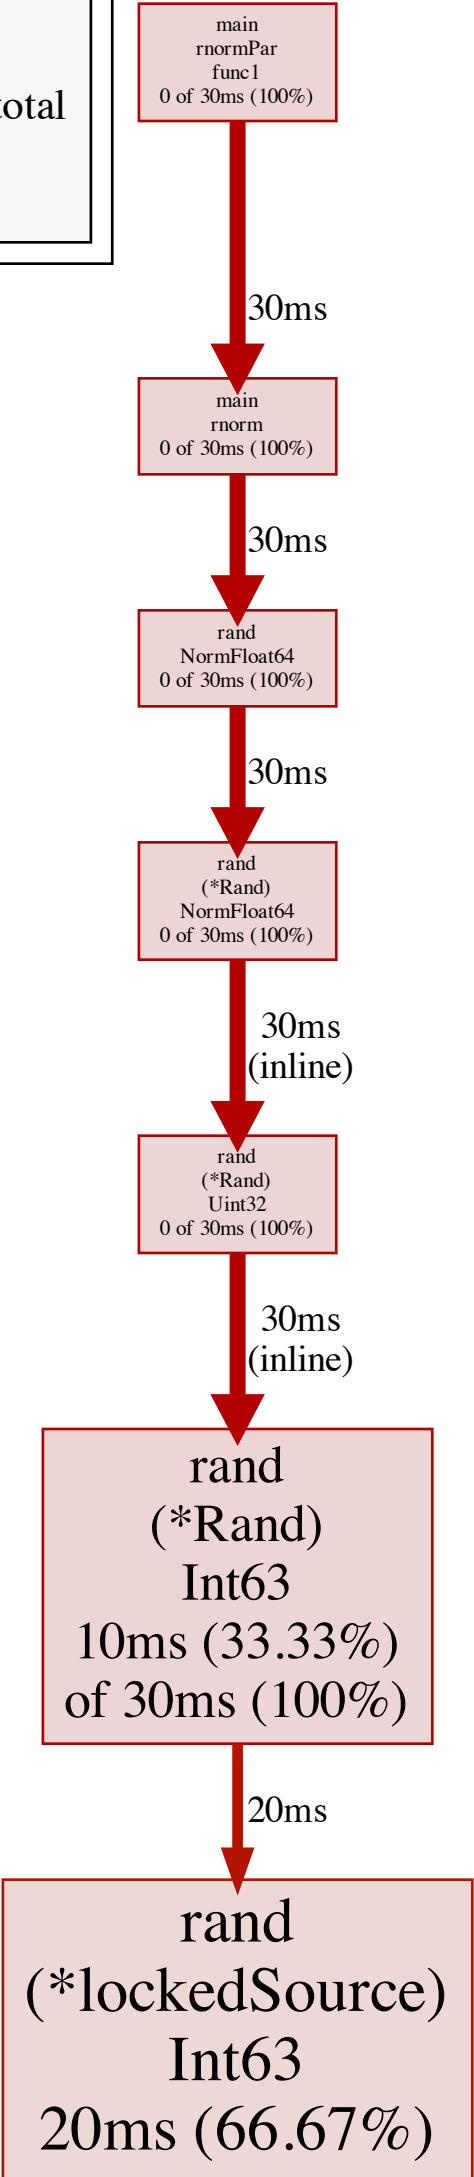 main
rnormPar
func1
0 of 30ms (100%)
total
30ms
main
rnorm
0 of 30ms (100%)
30ms
rand
NormFloat64
0 of 30ms (100%)
30ms
rand
(*Rand)
NormFloat64
0 of 30ms (100%)
30ms
(inline)
rand
(*Rand)
Uint32
0 of 30ms (100%)
30ms
(inline)
rand
(*Rand)
Int63
10ms (33.33%)
of 30ms (100%)
20ms
rand
(*lockedSource)
Int63
20ms (66.67%)